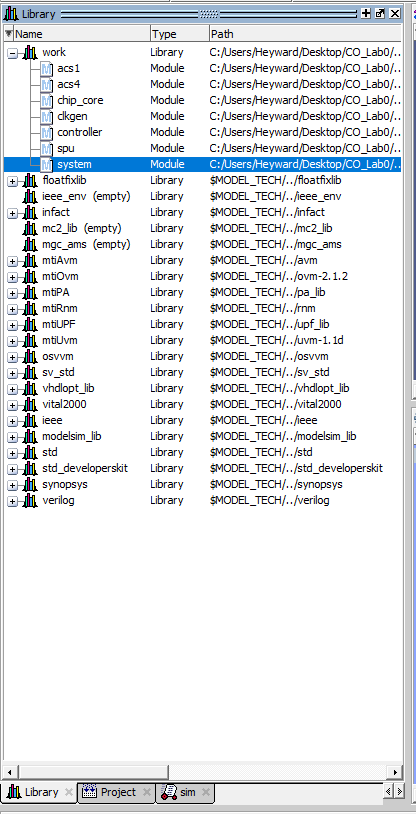 Library
Name Type Path
work Library C:/Users/Heyward/Desktop/CO_Lab0/...
acs1 Module C:/Users/Heyward/Desktop/CO_Lab0/...
acs4 Module C:/Users/Heyward/Desktop/CO_Lab0/...
chip_core Module C:/Users/Heyward/Desktop/CO_Lab0/...
clkgen Module C:/Users/Heyward/Desktop/CO_Lab0/...
controller Module C:/Users/Heyward/Desktop/CO_Lab0/...
spu Module C:/Users/Heyward/Desktop/CO_Lab0/...
system Module C:/Users/Heyward/Desktop/CO_Lab0/...
floatfixlib Library $MODEL_TECH/../floatfixlib
ieee_env (empty) Library $MODEL_TECH/../ieee_env
infact Library $MODEL_TECH/../infact
mc2_lib (empty) Library $MODEL_TECH/../mc2_lib
mgc_ams (empty) Library $MODEL_TECH/../mgc_ams
mtiAvm Library $MODEL_TECH/../avm
mtiOvm Library $MODEL_TECH/../ovm-2.1.2
mtiPA Library $MODEL_TECH/../pa_lib
mtiRnm Library $MODEL_TECH/../rnm
mtiUPF Library $MODEL_TECH/../upf_lib
mtiUvm Library $MODEL_TECH/../uvm-1.1d
osvvm Library $MODEL_TECH/../osvvm
sv_std Library $MODEL_TECH/../sv_std
vhdlopt_lib Library $MODEL_TECH/../vhdlopt_lib
vital2000 Library $MODEL_TECH/../vital2000
ieee Library $MODEL_TECH/../ieee
modelsim_lib Library $MODEL_TECH/../modelsim_lib
std Library $MODEL_TECH/../std
std_developerskit Library $MODEL_TECH/../std_developerskit
synopsys Library $MODEL_TECH/../synopsys
verilog Library $MODEL_TECH/../verilog
Library Project sim